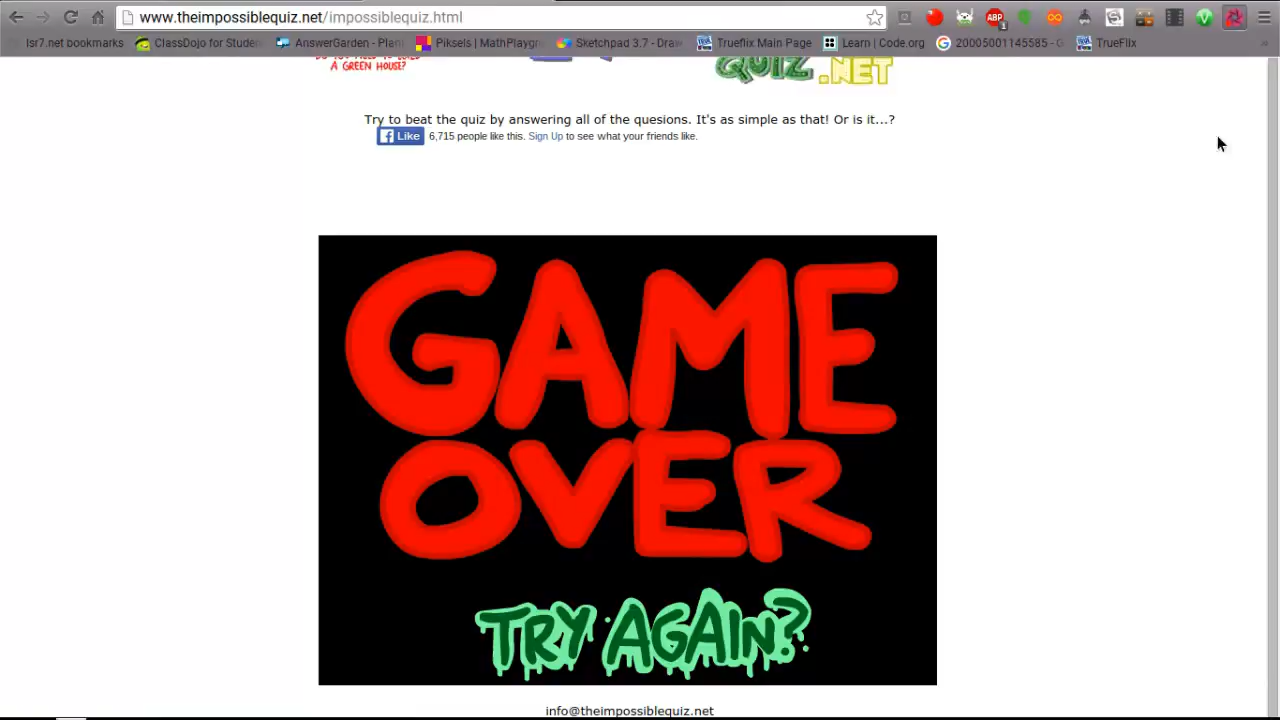 www.theimpossiblequiz.net/impossiblequiz.html
lsr7.net bookmarks
ClassDojo for Studen
AnswerGarden - Plan
Piksels | MathPlaygr
Sketchpad 3.7 - Draw
Trueflix Main Page
Learn | Code.org
20005001145585 - G
TrueFlix
ABP
1
A GREEN HOUSE?
QUIZ.NET
Try to beat the quiz by answering all of the quesions. It's as simple as that! Or is it...?
Like
6,715 people like this. Sign Up to see what your friends like.
GAME
OVER
TRY AGAIN?
info@theimpossiblequiz.net